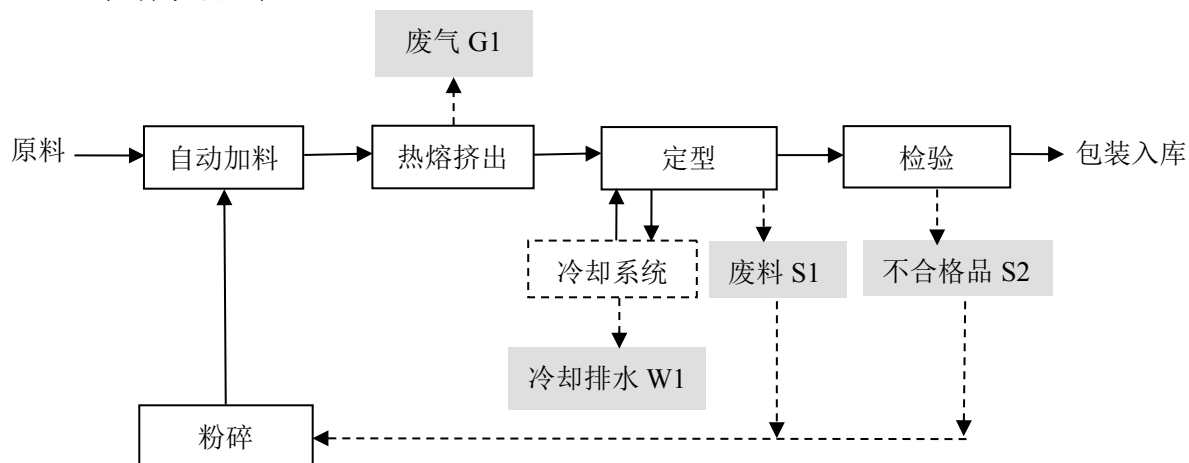 废气 G1
原料
自动加料
热熔挤出
定型
检验
包装入库
冷却系统
废料 S1
不合格品 S2
冷却排水 W1
粉碎